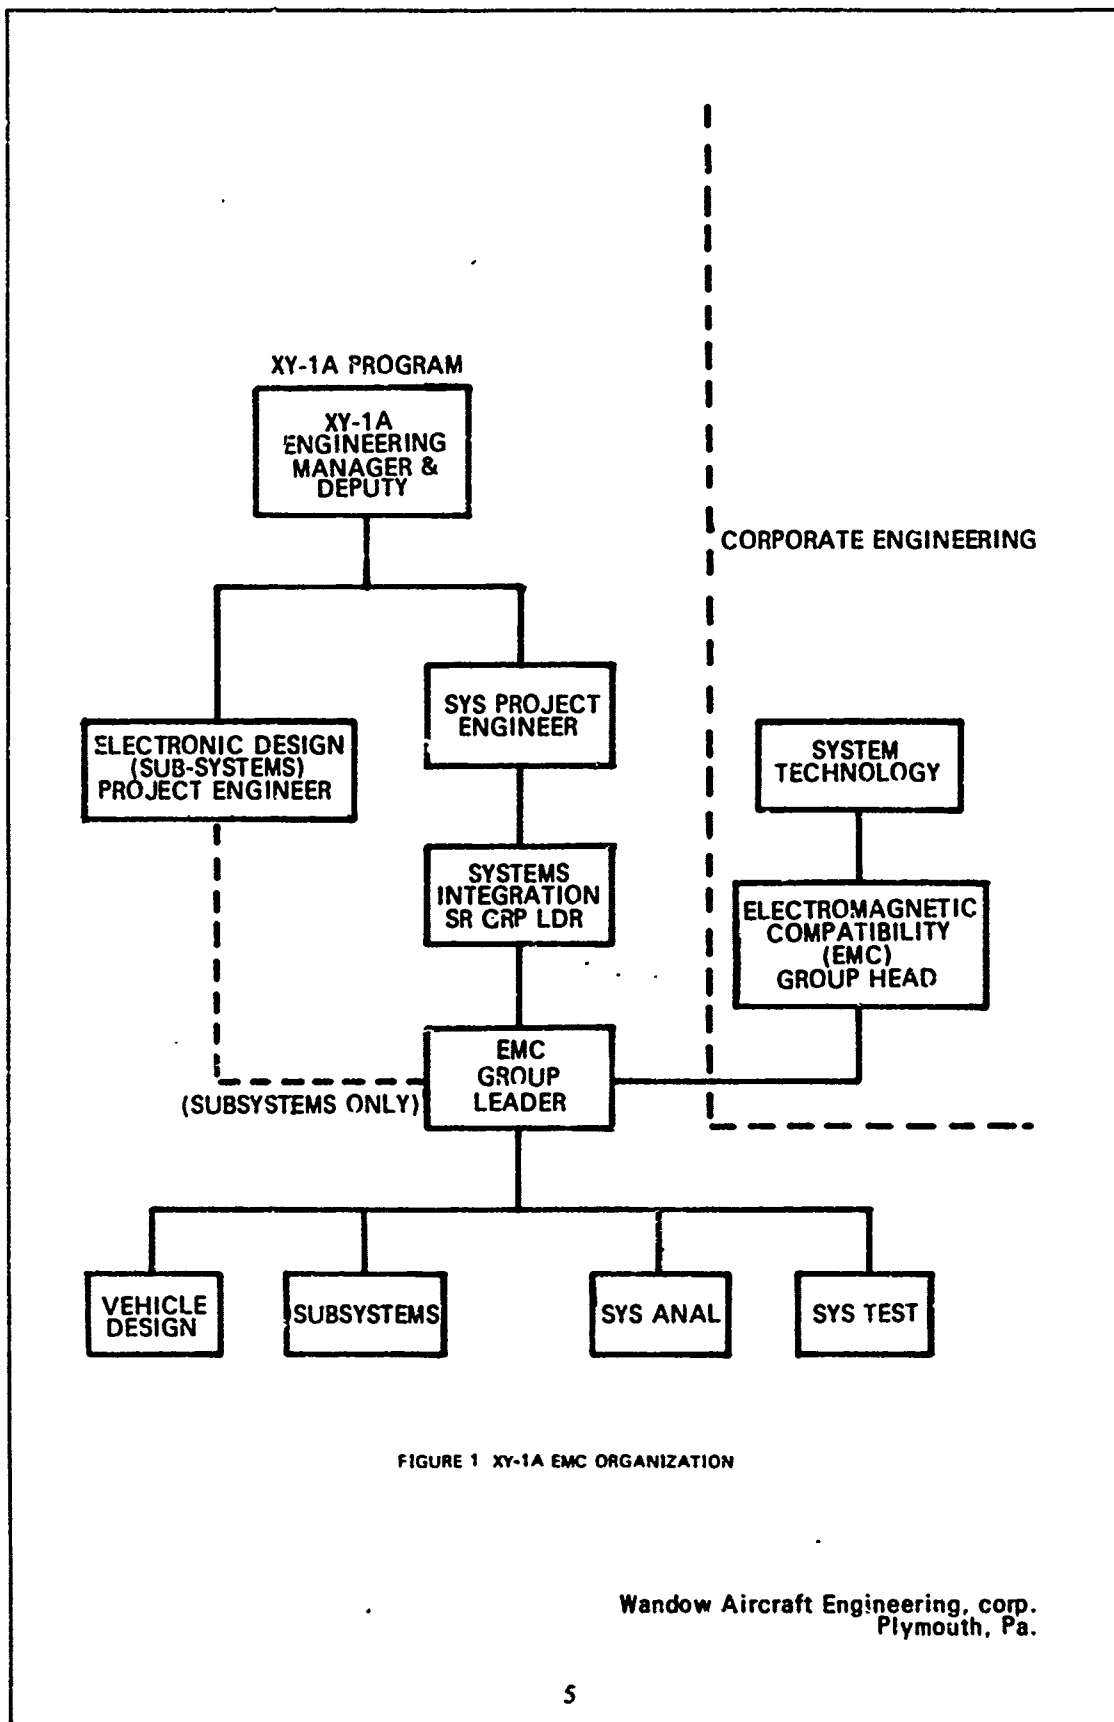 XY-1A PROGRAM
XY-1A
ENGINEERING
MANAGER &
DEPUTY
CORPORATE ENGINEERING
SYS PROJECT
ENGINEER
ELECTRONIC DESIGN
(SUB-SYSTEMS)
PROJECT ENGINEER
SYSTEM
TECHNOLOGY
SYSTEMS
INTEGRATION
SR GRP LDR
ELECTROMAGNETIC
COMPATIBILITY
(EMC)
GROUP HEAD
EMC
GROUP
LEADER
(SUBSYSTEMS ONLY)
VEHICLE
DESIGN
SUBSYSTEMS
SYS ANAL
SYS TEST
FIGURE 1 XY-1A EMC ORGANIZATION
Wandow Aircraft Engineering, corp.
Plymouth, Pa.
5